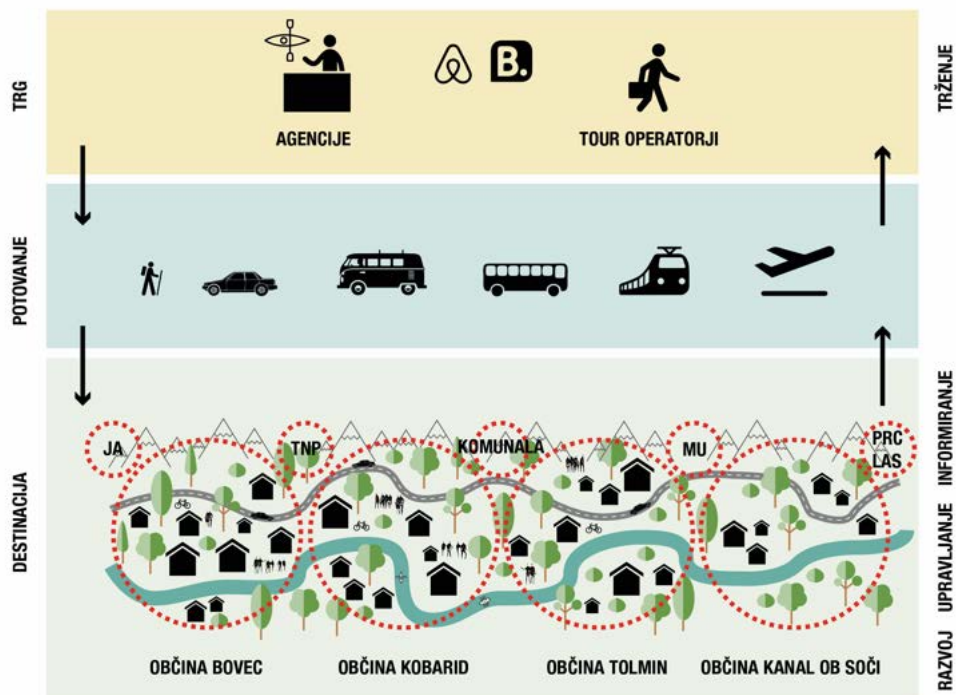 TRG
TRŽENJE
B.
AGENCIJE
TOUR OPERATORJI
POTOVANJE
DESTINACIJA
INFORMIRANJE
UPRAVLJANJE
RAZVOJ
JA
TNP
KOMUNALA
MU
PRC
LAS
OBČINA BOVEC
OBČINA KOBARID
OBČINA TOLMIN
OBČINA KANAL OB SOČI